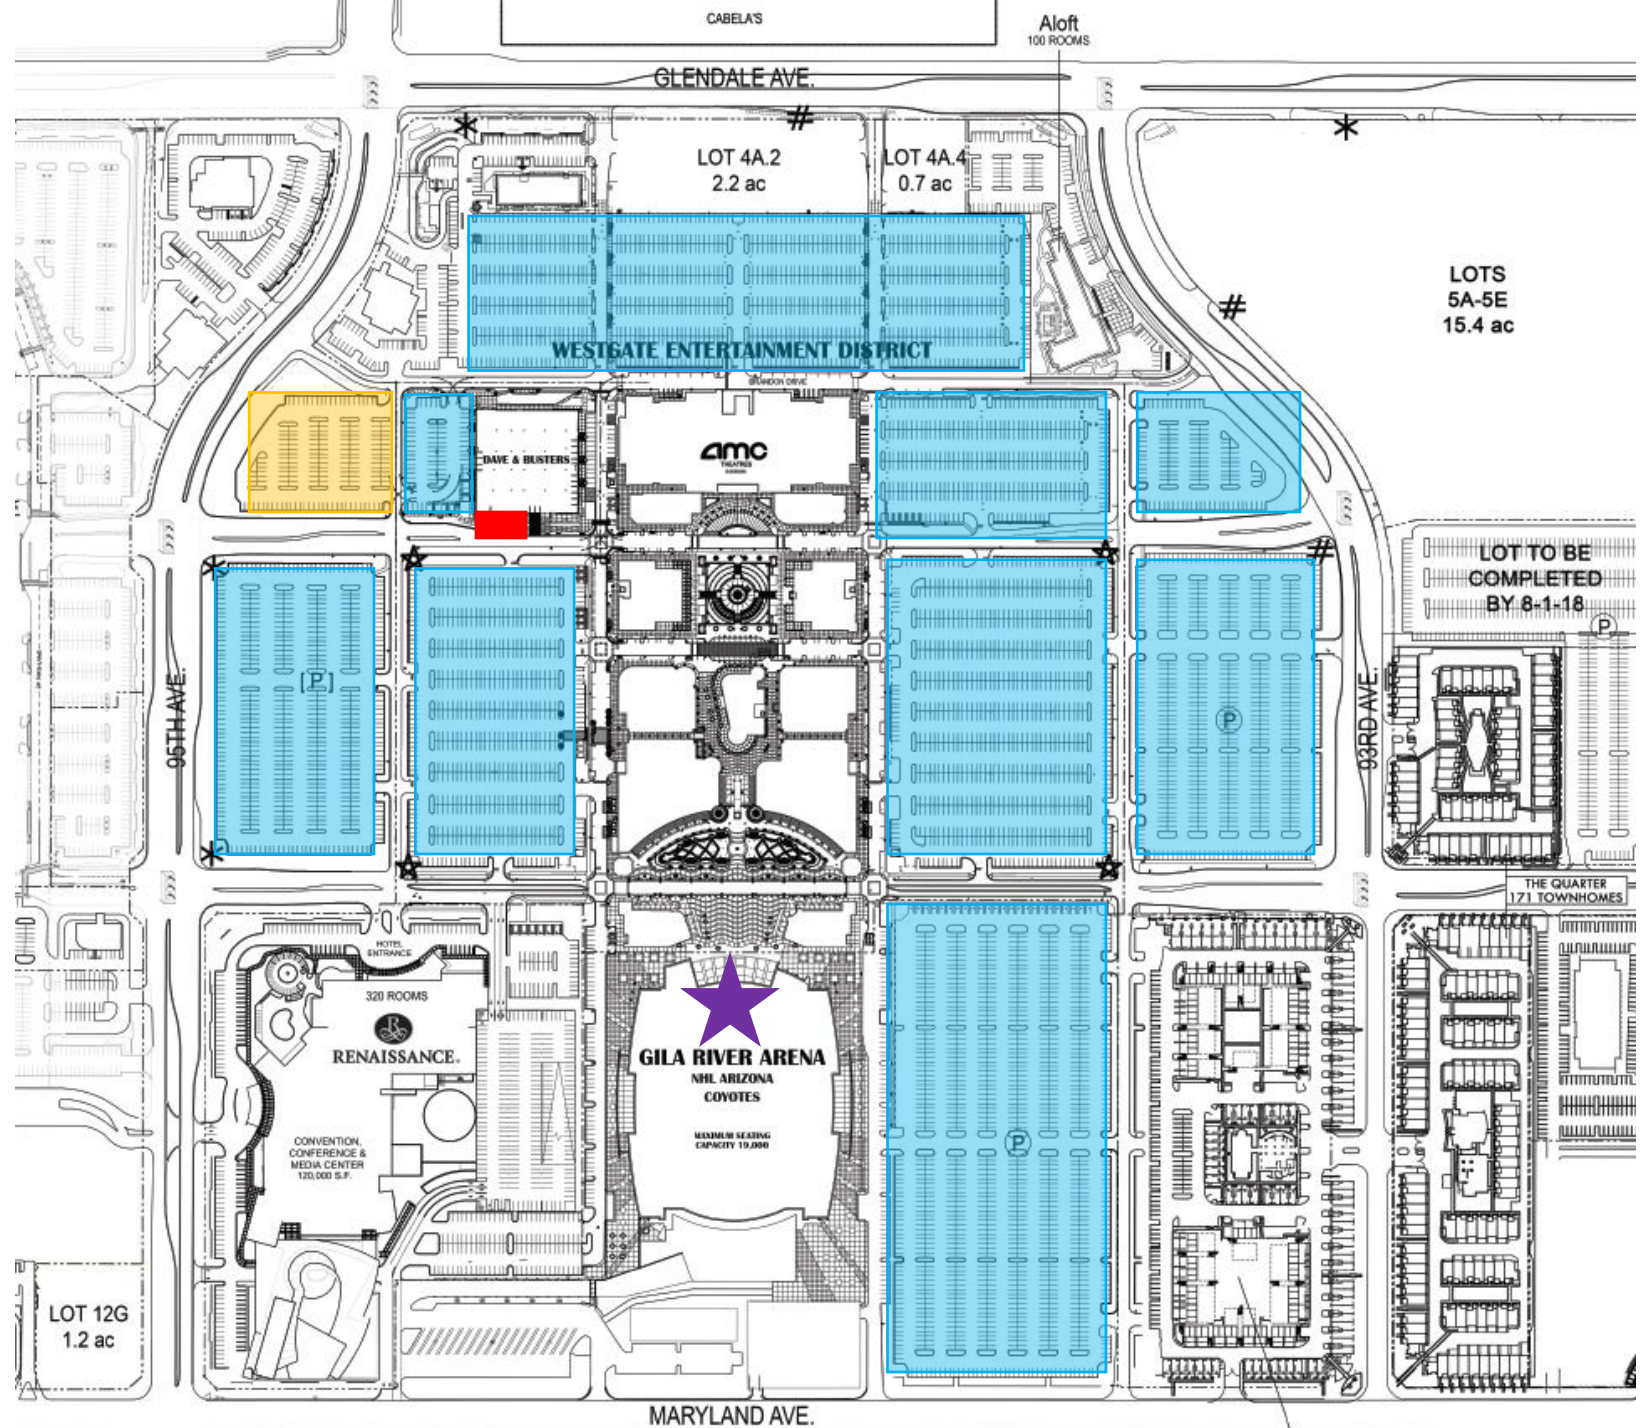 CABELA'S
Aloft
100 ROOMS
GLENDALE AVE.
LOT 4A.2
2.2 ac
LOT 4A.4
0.7 ac
LOTS
5A-5E
15.4 ac
WESTGATE ENTERTAINMENT DISTRICT
BRANDON DRIVE
amc
THEATRES
DAVE & BUSTERS
LOT TO BE
COMPLETED
BY 8-1-18
P
[P]
P
95TH AVE.
93RD AVE.
THE QUARTER
171 TOWNHOMES
HOTEL
ENTRANCE
320 ROOMS
R
RENAISSANCE.
GILA RIVER ARENA
NHL ARIZONA
COYOTES
MAXIMUM SEATING
CAPACITY 19,000
P
CONVENTION,
CONFERENCE &
MEDIA CENTER
120,000 S.F.
LOT 12G
1.2 ac
MARYLAND AVE.